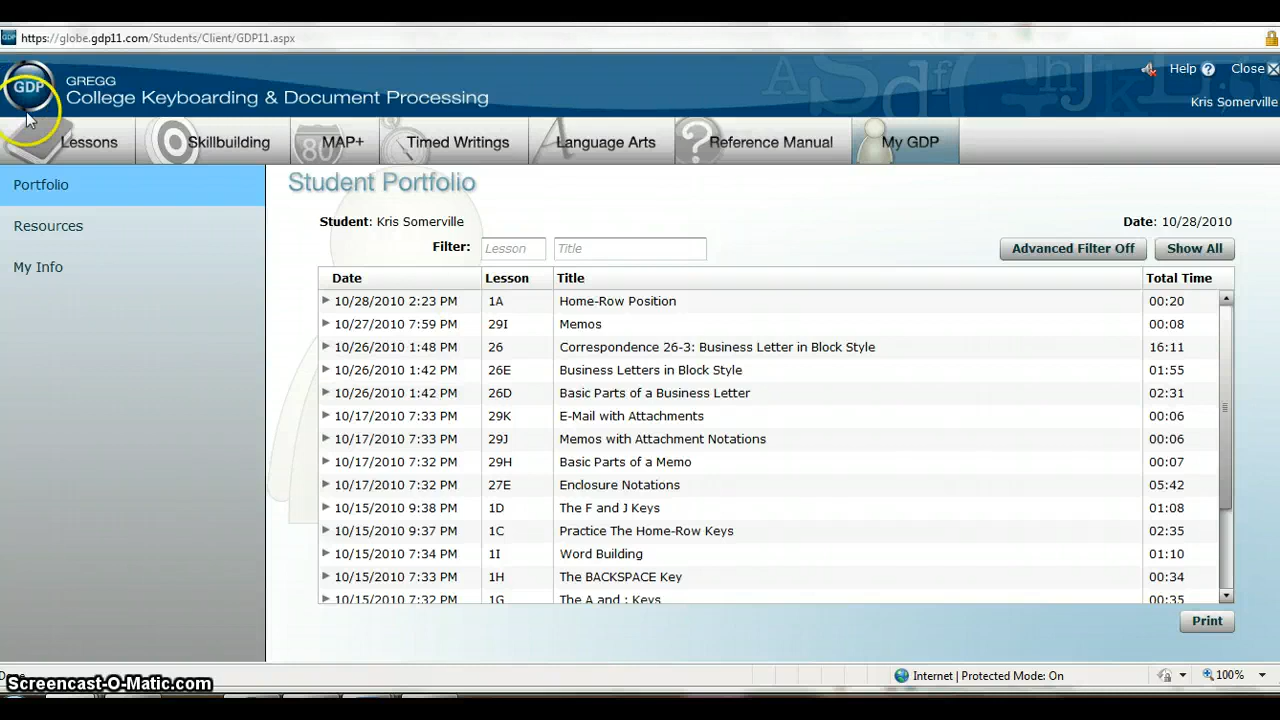 https://globe.gdp11.com/Students/Client/GDP11.aspx
GDP
GREGG
College Keyboarding & Document Processing
Help ? Close
Kris Somerville
Lessons Skillbuilding MAP+ Timed Writings Language Arts Reference Manual My GDP
Portfolio
Resources
My Info
Student Portfolio
Student: Kris Somerville Date: 10/28/2010
Filter: Lesson Title Advanced Filter Off Show All
Date Lesson Title Total Time
10/28/2010 2:23 PM 1A Home-Row Position 00:20
10/27/2010 7:59 PM 29I Memos 00:08
10/26/2010 1:48 PM 26 Correspondence 26-3: Business Letter in Block Style 16:11
10/26/2010 1:42 PM 26E Business Letters in Block Style 01:55
10/26/2010 1:42 PM 26D Basic Parts of a Business Letter 02:31
10/17/2010 7:33 PM 29K E-Mail with Attachments 00:06
10/17/2010 7:33 PM 29J Memos with Attachment Notations 00:06
10/17/2010 7:32 PM 29H Basic Parts of a Memo 00:07
10/17/2010 7:32 PM 27E Enclosure Notations 05:42
10/15/2010 9:38 PM 1D The F and J Keys 01:08
10/15/2010 9:37 PM 1C Practice The Home-Row Keys 02:35
10/15/2010 7:34 PM 1I Word Building 01:10
10/15/2010 7:33 PM 1H The BACKSPACE Key 00:34
10/15/2010 7:32 PM 1G The A and ; Keys 00:35
Print
Internet | Protected Mode: On 100%
Screencast-O-Matic.com